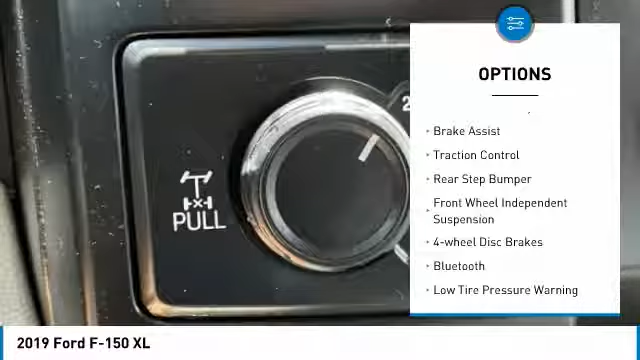 OPTIONS
Brake Assist
Traction Control
Rear Step Bumper
Front Wheel Independent
Suspension
4-wheel Disc Brakes
Bluetooth
Low Tire Pressure Warning
2
PULL
2019 Ford F-150 XL